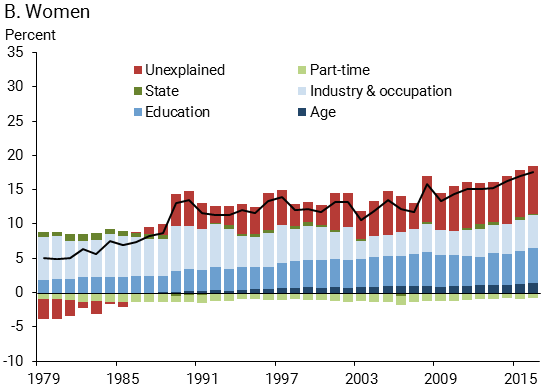 B. Women
Percent
35
30
25
20
15
10
5
0
-5
-10
Unexplained
Part-time
State
Industry & occupation
Education
Age
1979 1985 1991 1997 2003 2009 2015